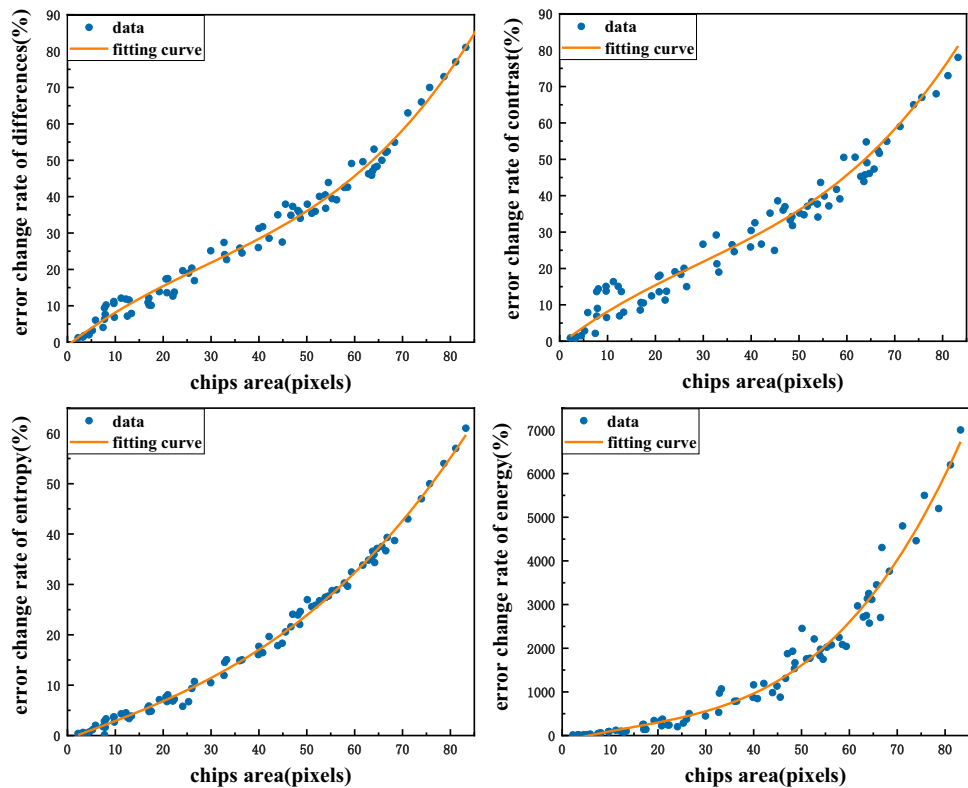 data
fitting curve
error change rate of differences(%)
90
80
70
60
50
40
30
20
10
0
0 10 20 30 40 50 60 70 80
chips area(pixels)
data
fitting curve
error change rate of contrast(%)
90
80
70
60
50
40
30
20
10
0
0 10 20 30 40 50 60 70 80
chips area(pixels)
data
fitting curve
error change rate of entropy(%)
60
50
40
30
20
10
0
0 10 20 30 40 50 60 70 80
chips area(pixels)
data
fitting curve
error change rate of energy(%)
7000
6000
5000
4000
3000
2000
1000
0
0 10 20 30 40 50 60 70 80
chips area(pixels)